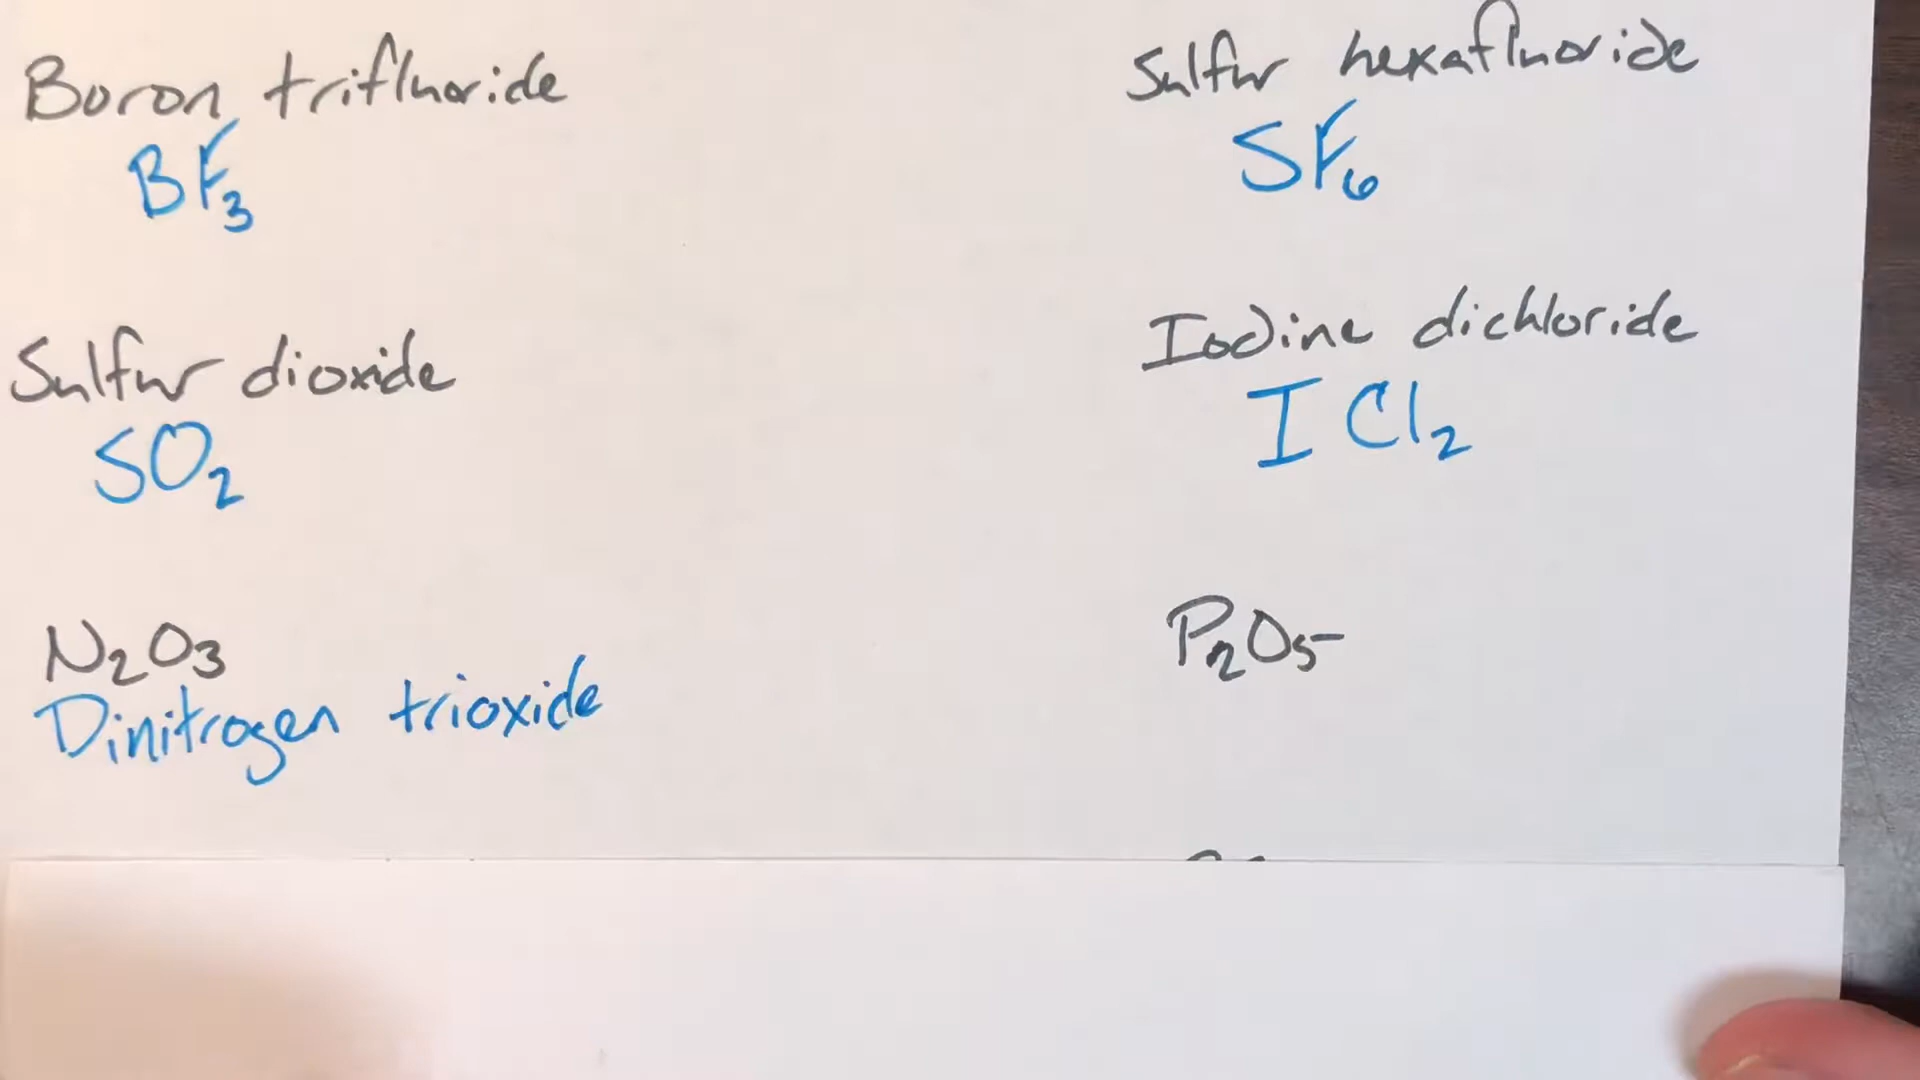 Boron trifluoride
BF₃
Sulfur hexafluoride
SF₆
Sulfur dioxide
SO₂
Iodine dichloride
ICl₂
N₂O₃
Dinitrogen trioxide
P₂O₅